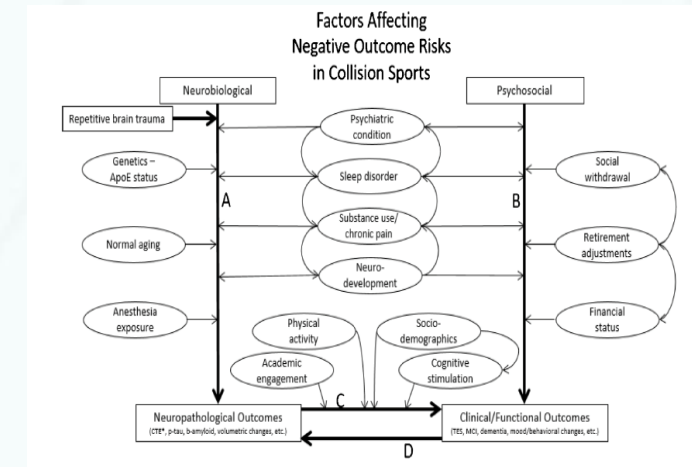 Factors Affecting
Negative Outcome Risks
in Collision Sports
Neurobiological
Psychosocial
Repetitive brain trauma
Psychiatric
condition
Genetics –
ApoE status
Sleep disorder
Social
withdrawal
A
B
Substance use/
chronic pain
Normal aging
Retirement
adjustments
Neuro-
development
Anesthesia
exposure
Physical
activity
Socio-
demographics
Financial
status
Academic
engagement
Cognitive
stimulation
C
Neuropathological Outcomes
(CTE*, p-tau, b-amyloid, volumetric changes, etc.)
Clinical/Functional Outcomes
(TES, MCI, dementia, mood/behavioral changes, etc.)
D